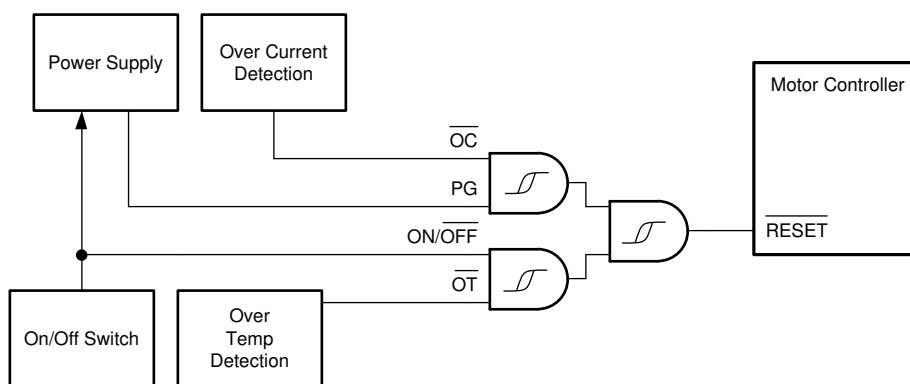 Power Supply
Over Current
Detection
Motor Controller
OC
PG
ON/OFF
RESET
OT
On/Off Switch
Over
Temp
Detection